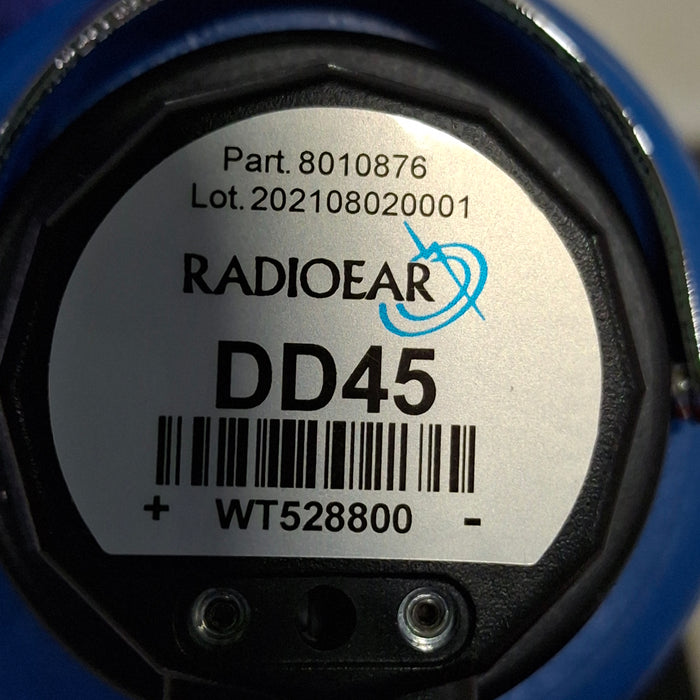 Part. 8010876
Lot. 202108020001
RADIOEAR
DD45
+ WT528800 -